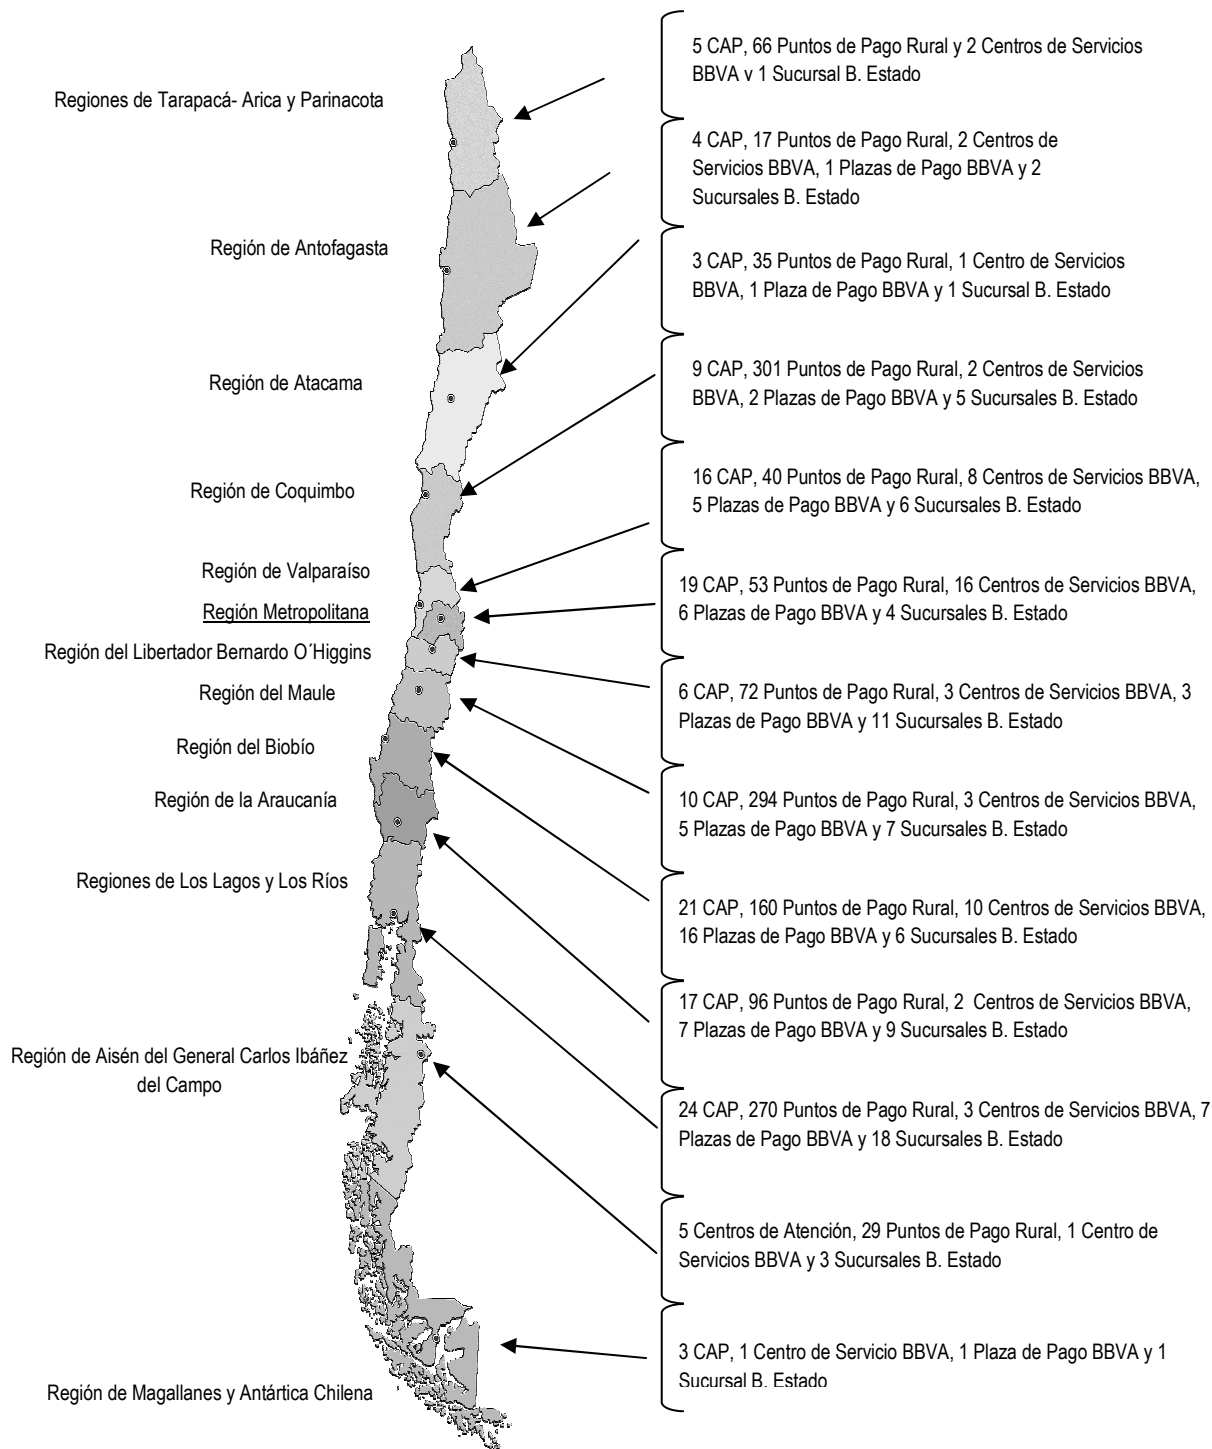 Regiones de Tarapacá- Arica y Parinacota
Región de Antofagasta
Región de Atacama
Región de Coquimbo
Región de Valparaíso
Región Metropolitana
Región del Libertador Bernardo O´Higgins
Región del Maule
Región del Biobío
Región de la Araucanía
Regiones de Los Lagos y Los Ríos
Región de Aisén del General Carlos Ibáñez
del Campo
Región de Magallanes y Antártica Chilena
5 CAP, 66 Puntos de Pago Rural y 2 Centros de Servicios
BBVA y 1 Sucursal B. Estado
4 CAP, 17 Puntos de Pago Rural, 2 Centros de
Servicios BBVA, 1 Plazas de Pago BBVA y 2
Sucursales B. Estado
3 CAP, 35 Puntos de Pago Rural, 1 Centro de Servicios
BBVA, 1 Plaza de Pago BBVA y 1 Sucursal B. Estado
9 CAP, 301 Puntos de Pago Rural, 2 Centros de Servicios
BBVA, 2 Plazas de Pago BBVA y 5 Sucursales B. Estado
16 CAP, 40 Puntos de Pago Rural, 8 Centros de Servicios BBVA,
5 Plazas de Pago BBVA y 6 Sucursales B. Estado
19 CAP, 53 Puntos de Pago Rural, 16 Centros de Servicios BBVA,
6 Plazas de Pago BBVA y 4 Sucursales B. Estado
6 CAP, 72 Puntos de Pago Rural, 3 Centros de Servicios BBVA, 3
Plazas de Pago BBVA y 11 Sucursales B. Estado
10 CAP, 294 Puntos de Pago Rural, 3 Centros de Servicios BBVA,
5 Plazas de Pago BBVA y 7 Sucursales B. Estado
21 CAP, 160 Puntos de Pago Rural, 10 Centros de Servicios BBVA,
16 Plazas de Pago BBVA y 6 Sucursales B. Estado
17 CAP, 96 Puntos de Pago Rural, 2 Centros de Servicios BBVA,
7 Plazas de Pago BBVA y 9 Sucursales B. Estado
24 CAP, 270 Puntos de Pago Rural, 3 Centros de Servicios BBVA, 7
Plazas de Pago BBVA y 18 Sucursales B. Estado
5 Centros de Atención, 29 Puntos de Pago Rural, 1 Centro de
Servicios BBVA y 3 Sucursales B. Estado
3 CAP, 1 Centro de Servicio BBVA, 1 Plaza de Pago BBVA y 1
Sucursal B. Estado